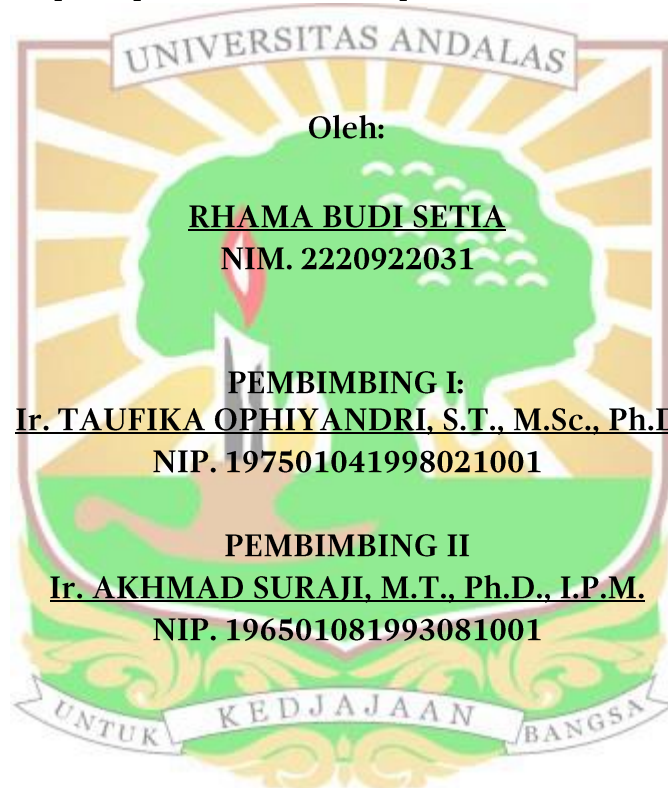 UNIVERSITAS ANDALAS
Oleh:
RHAMA BUDI SETIA
NIM. 2220922031
PEMBIMBING I:
Ir. TAUFIKA OPHIYANDRI, S.T., M.Sc.,
NIP. 197501041998021001
PEMBIMBING II
Ir. AKHMAD SURAJI, M.T., Ph.D., I.P.M.
NIP. 196501081993081001
UNTUK KEDJAJAAN BANGSA